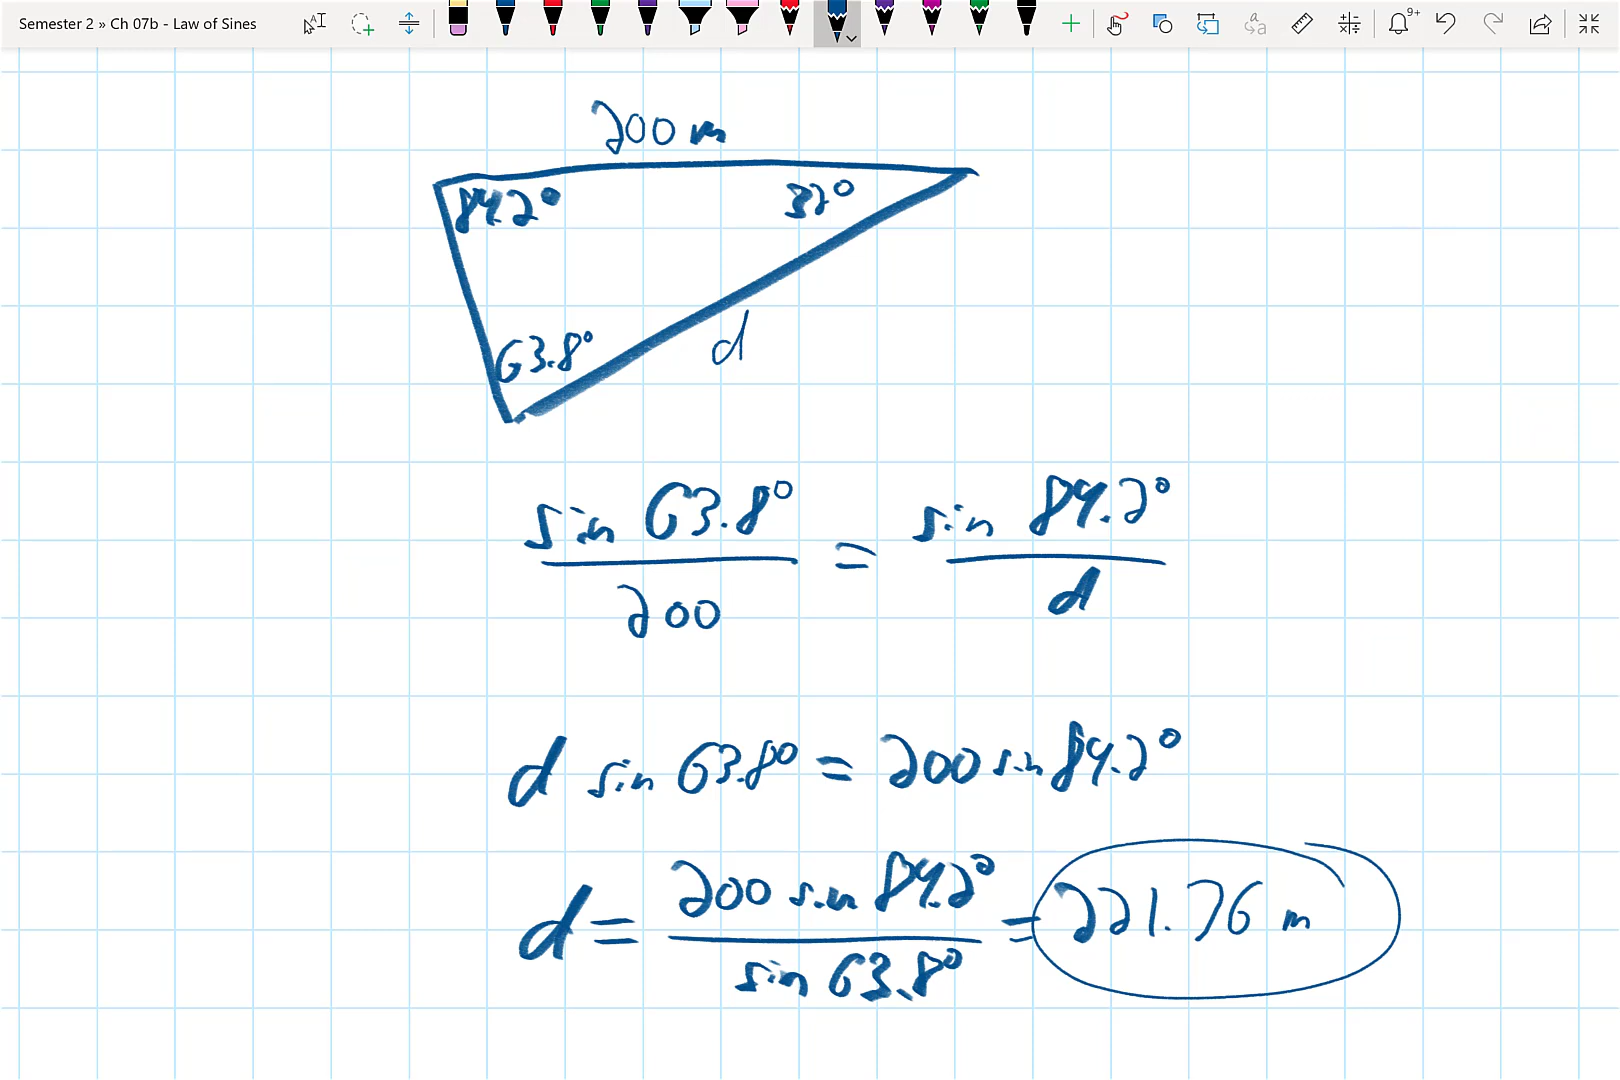 Semester 2 » Ch 07b - Law of Sines
9+
200 m
84.2° 32°
63.8°
d
sin 63.8° / 200 = sin 84.2° / d
d sin 63.8° = 200 sin 84.2°
d = 200 sin 84.2° / sin 63.8° = 221.76 m